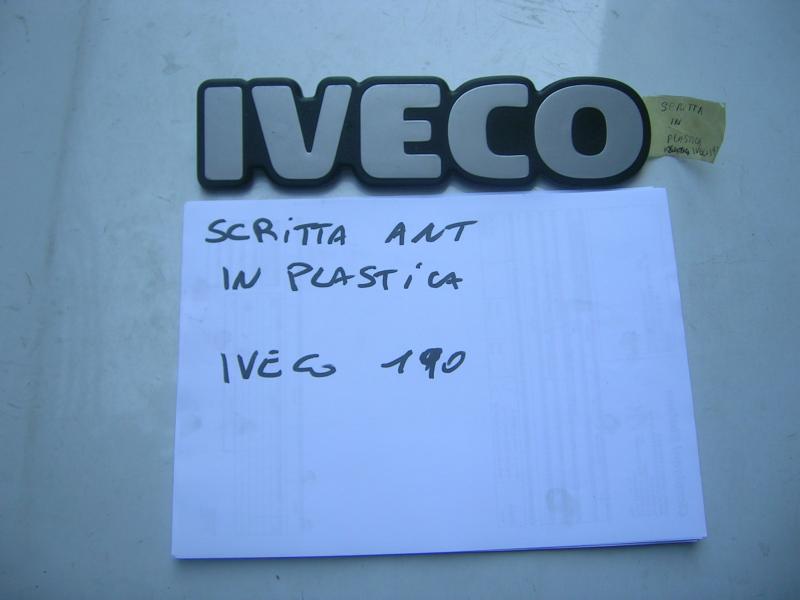 IVECO
SCRITTA
IN
PLASTICA
SCRITTA ANT
IN PLASTICA
IVECO 190